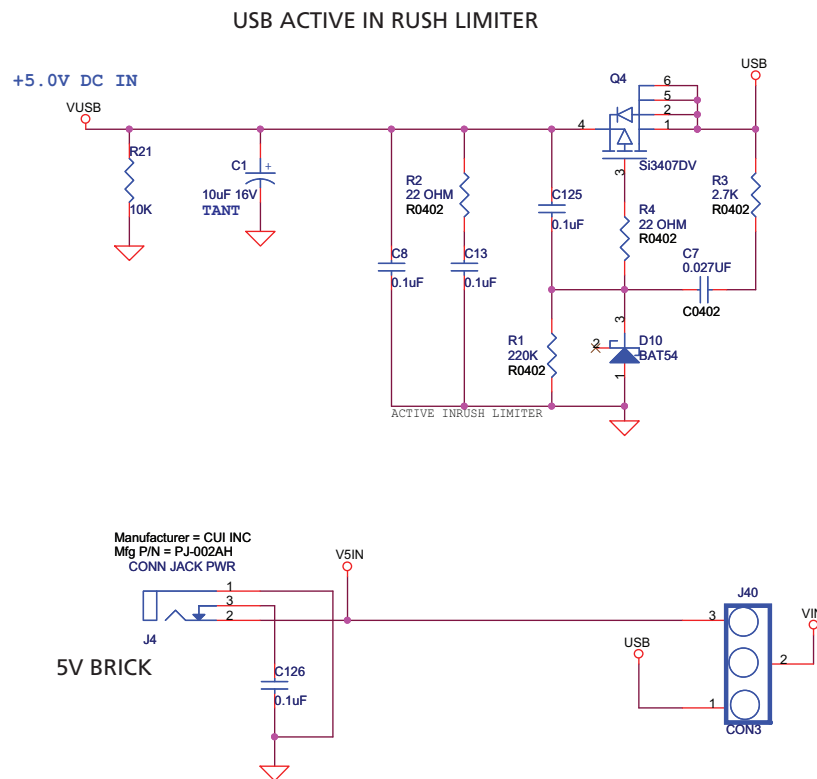 USB ACTIVE IN RUSH LIMITER
+5.0V DC IN
VUSB
USB
Q4
6
5
2
1
4
Si3407DV
3
R21
10K
C1
+
10uF 16V
TANT
R2
22 OHM
R0402
C125
0.1uF
R4
22 OHM
R0402
R3
2.7K
R0402
C8
0.1uF
C13
0.1uF
C7
0.027UF
C0402
R1
220K
R0402
3
2
D10
BAT54
1
ACTIVE INRUSH LIMITER
Manufacturer = CUI INC
Mfg P/N = PJ-002AH
CONN JACK PWR
V5IN
1
3
2
J4
5V BRICK
C126
0.1uF
J40
3
VIN
USB
2
1
CON3